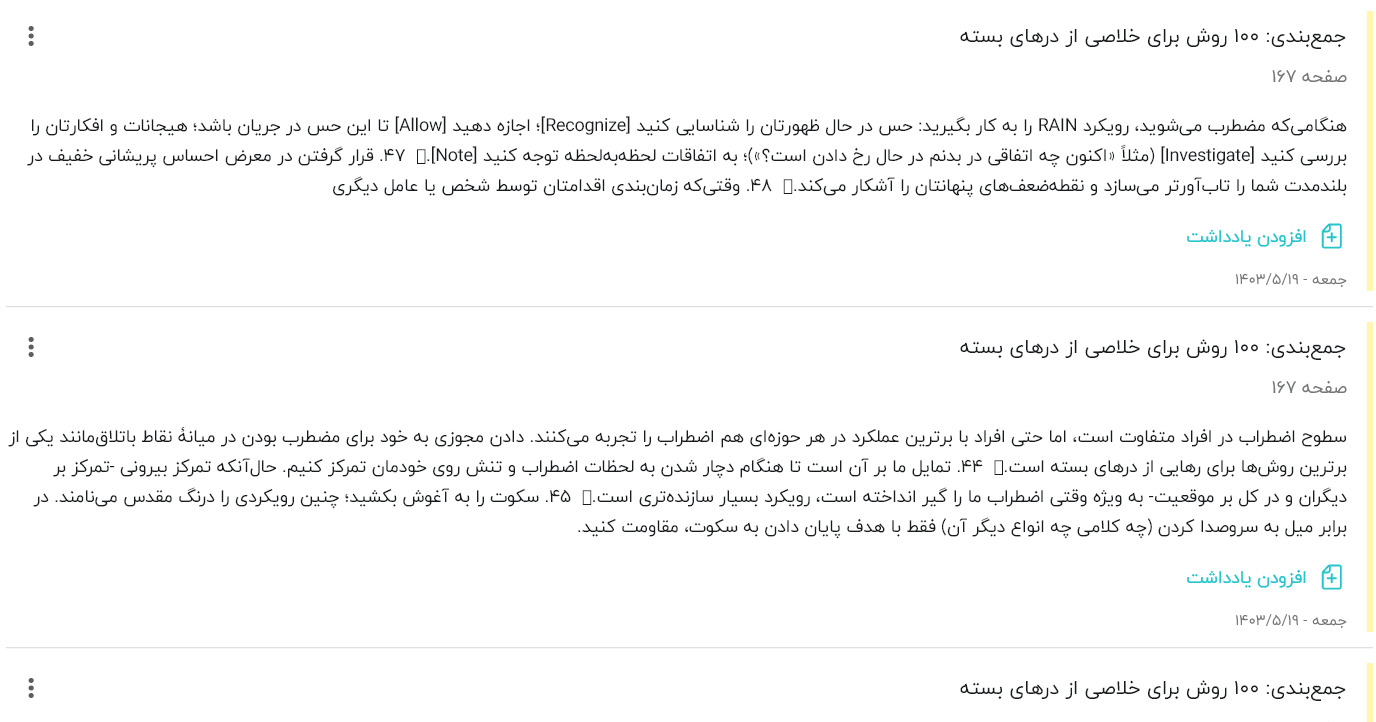 جمع‌بندی: ۱۰۰ روش برای خلاصی از درهای بسته
صفحه ۱۶۷
هنگامی‌که مضطرب می‌شوید، رویکرد RAIN را به کار بگیرید: حس در حال ظهورتان را شناسایی کنید [Recognize]؛ اجازه دهید [Allow] تا این حس در جریان باشد؛ هیجانات و افکارتان را
بررسی کنید [Investigate] (مثلاً «اکنون چه اتفاقی در بدنم در حال رخ دادن است؟»)؛ به اتفاقات لحظه‌به‌لحظه توجه کنید [Note].▯ ۴۷. قرار گرفتن در معرض احساس پریشانی خفیف در
بلندمدت شما را تاب‌آورتر می‌سازد و نقطه‌ضعف‌های پنهانتان را آشکار می‌کند.▯ ۴۸. وقتی‌که زمان‌بندی اقدامتان توسط شخص یا عامل دیگری
افزودن یادداشت
جمعه - ۱۴۰۳/۵/۱۹
جمع‌بندی: ۱۰۰ روش برای خلاصی از درهای بسته
صفحه ۱۶۷
سطوح اضطراب در افراد متفاوت است، اما حتی افراد با برترین عملکرد در هر حوزه‌ای هم اضطراب را تجربه می‌کنند. دادن مجوزی به خود برای مضطرب بودن در میانهٔ نقاط باتلاق‌مانند یکی از
برترین روش‌ها برای رهایی از درهای بسته است.▯ ۴۴. تمایل ما بر آن است تا هنگام دچار شدن به لحظات اضطراب و تنش روی خودمان تمرکز کنیم. حال‌آنکه تمرکز بیرونی -تمرکز بر
دیگران و در کل بر موقعیت- به ویژه وقتی اضطراب ما را گیر انداخته است، رویکرد بسیار سازنده‌تری است.▯ ۴۵. سکوت را به آغوش بکشید؛ چنین رویکردی را درنگ مقدس می‌نامند. در
برابر میل به سروصدا کردن (چه کلامی چه انواع دیگر آن) فقط با هدف پایان دادن به سکوت، مقاومت کنید.
افزودن یادداشت
جمعه - ۱۴۰۳/۵/۱۹
جمع‌بندی: ۱۰۰ روش برای خلاصی از درهای بسته